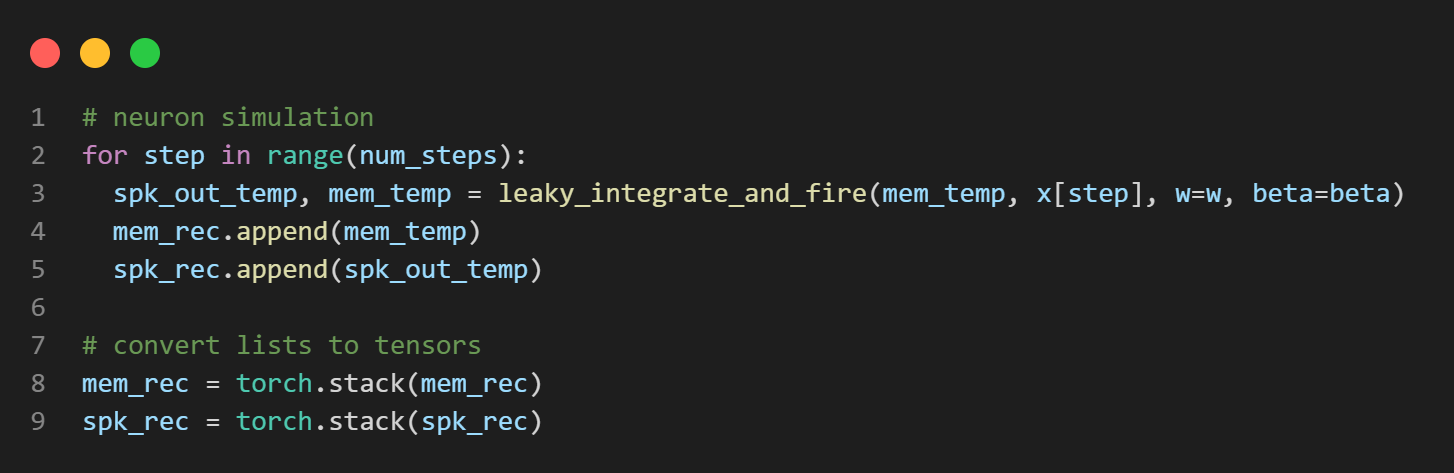 1 # neuron simulation
2 for step in range(num_steps):
3   spk_out_temp, mem_temp = leaky_integrate_and_fire(mem_temp, x[step], w=w, beta=beta)
4   mem_rec.append(mem_temp)
5   spk_rec.append(spk_out_temp)
6
7 # convert lists to tensors
8 mem_rec = torch.stack(mem_rec)
9 spk_rec = torch.stack(spk_rec)